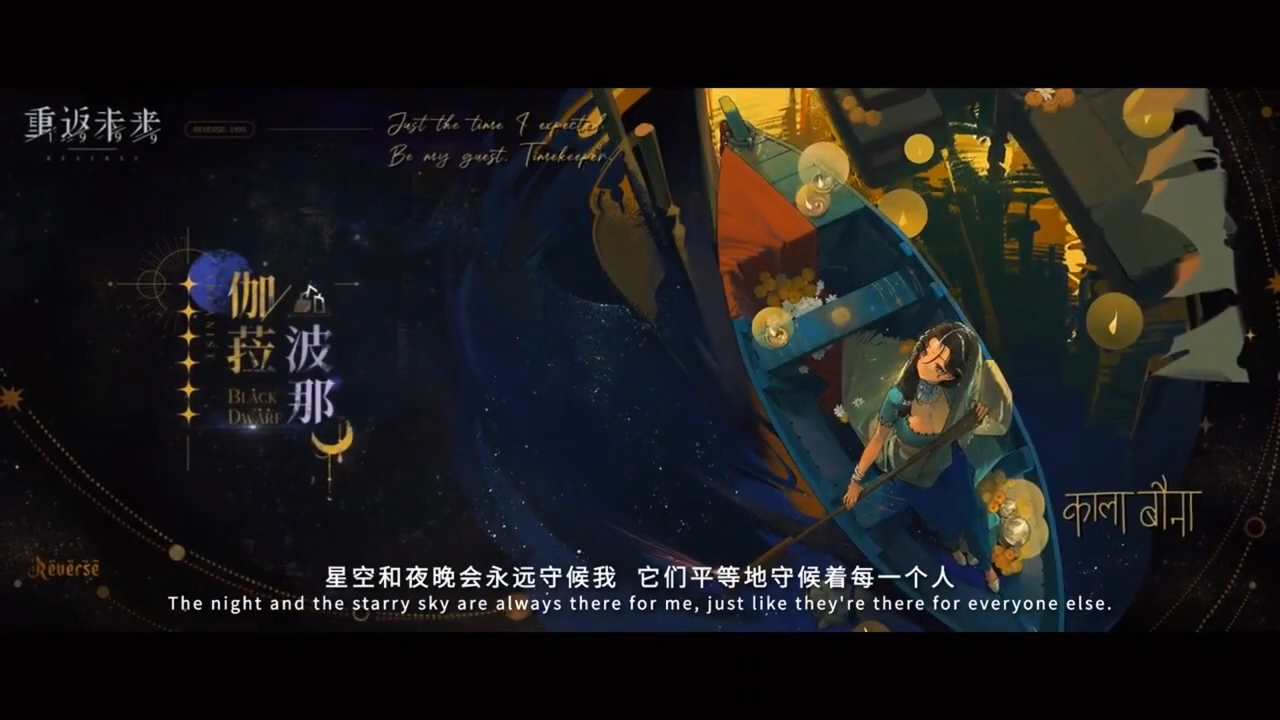 重返未来
REVERSE
REVERSE: 1999
Just the time I expected,
Be my guest. Timekeeper!
伽菈
波那
BLACK
DWARF
काला बौना
Reverse
星空和夜晚会永远守候我 它们平等地守候着每一个人
The night and the starry sky are always there for me, just like they're there for everyone else.